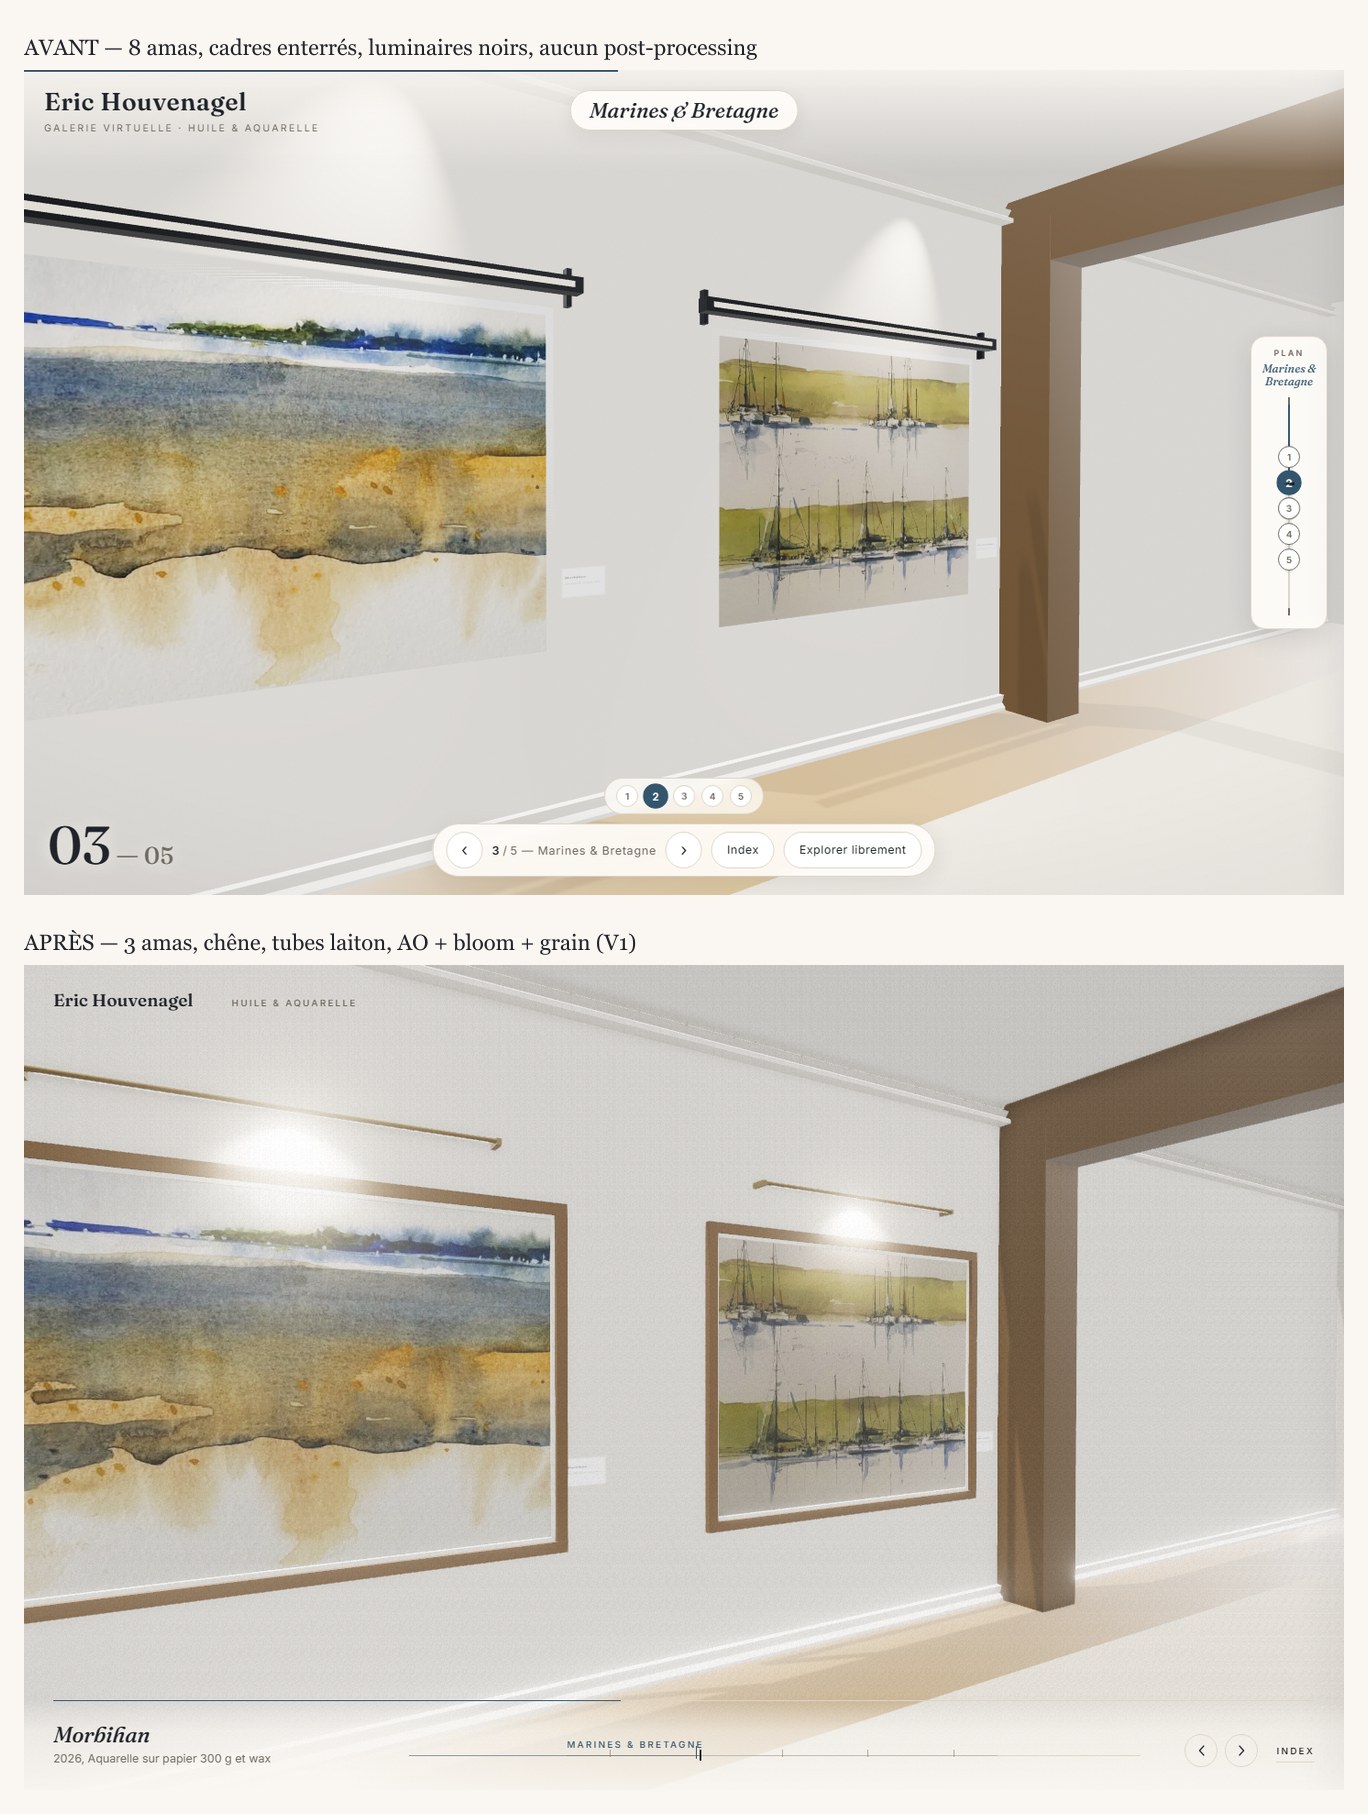 AVANT — 8 amas, cadres enterrés, luminaires noirs, aucun post-processing
Eric Houvenagel
GALERIE VIRTUELLE · HUILE & AQUARELLE
Marines & Bretagne
PLAN
Marines &
Bretagne
1
2
3
4
5
1 2 3 4 5
03 — 05
‹ 3 / 5 — Marines & Bretagne › Index Explorer librement
APRÈS — 3 amas, chêne, tubes laiton, AO + bloom + grain (V1)
Eric Houvenagel HUILE & AQUARELLE
Morbihan
2026, Aquarelle sur papier 300 g et wax
MARINES & BRETAGNE
‹ › INDEX